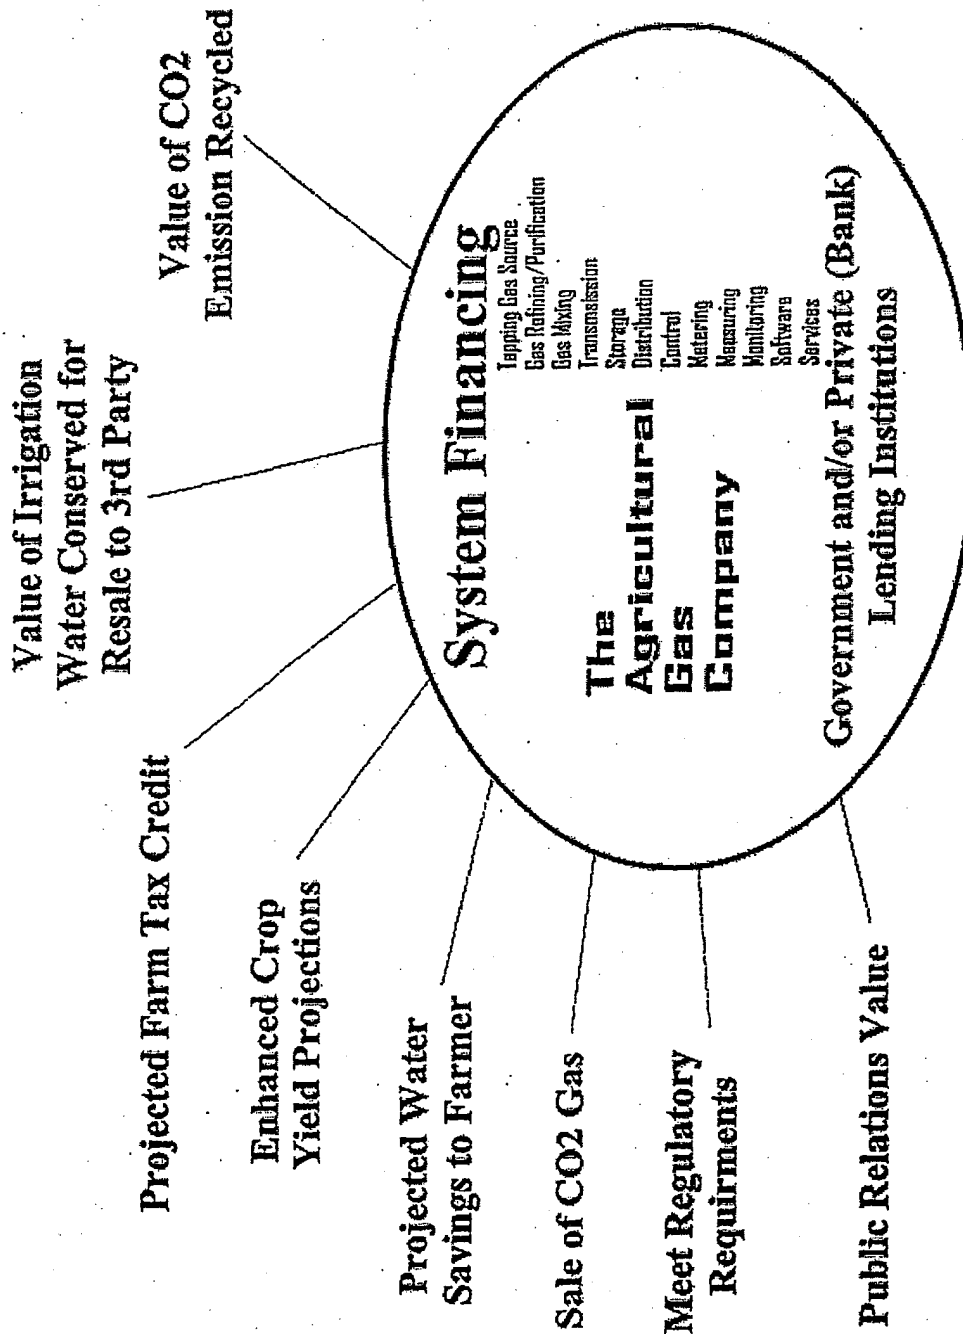 Public Relations Value
Meet Regulatory
Requirments
Sale of CO2 Gas
Projected Water
Savings to Farmer
Enhanced Crop
Yield Projections
Projected Farm Tax Credit
Value of Irrigation
Water Conserved for
Resale to 3rd Party
Value of CO2
Emission Recycled
System Financing
The
Agricultural
Gas
Company
Tapping Gas Source
Gas Refining/Purification
Gas Mixing
Transmission
Storage
Distribution
Control
Metering
Measuring
Monitoring
Software
Services
Government and/or Private (Bank)
Lending Institutions